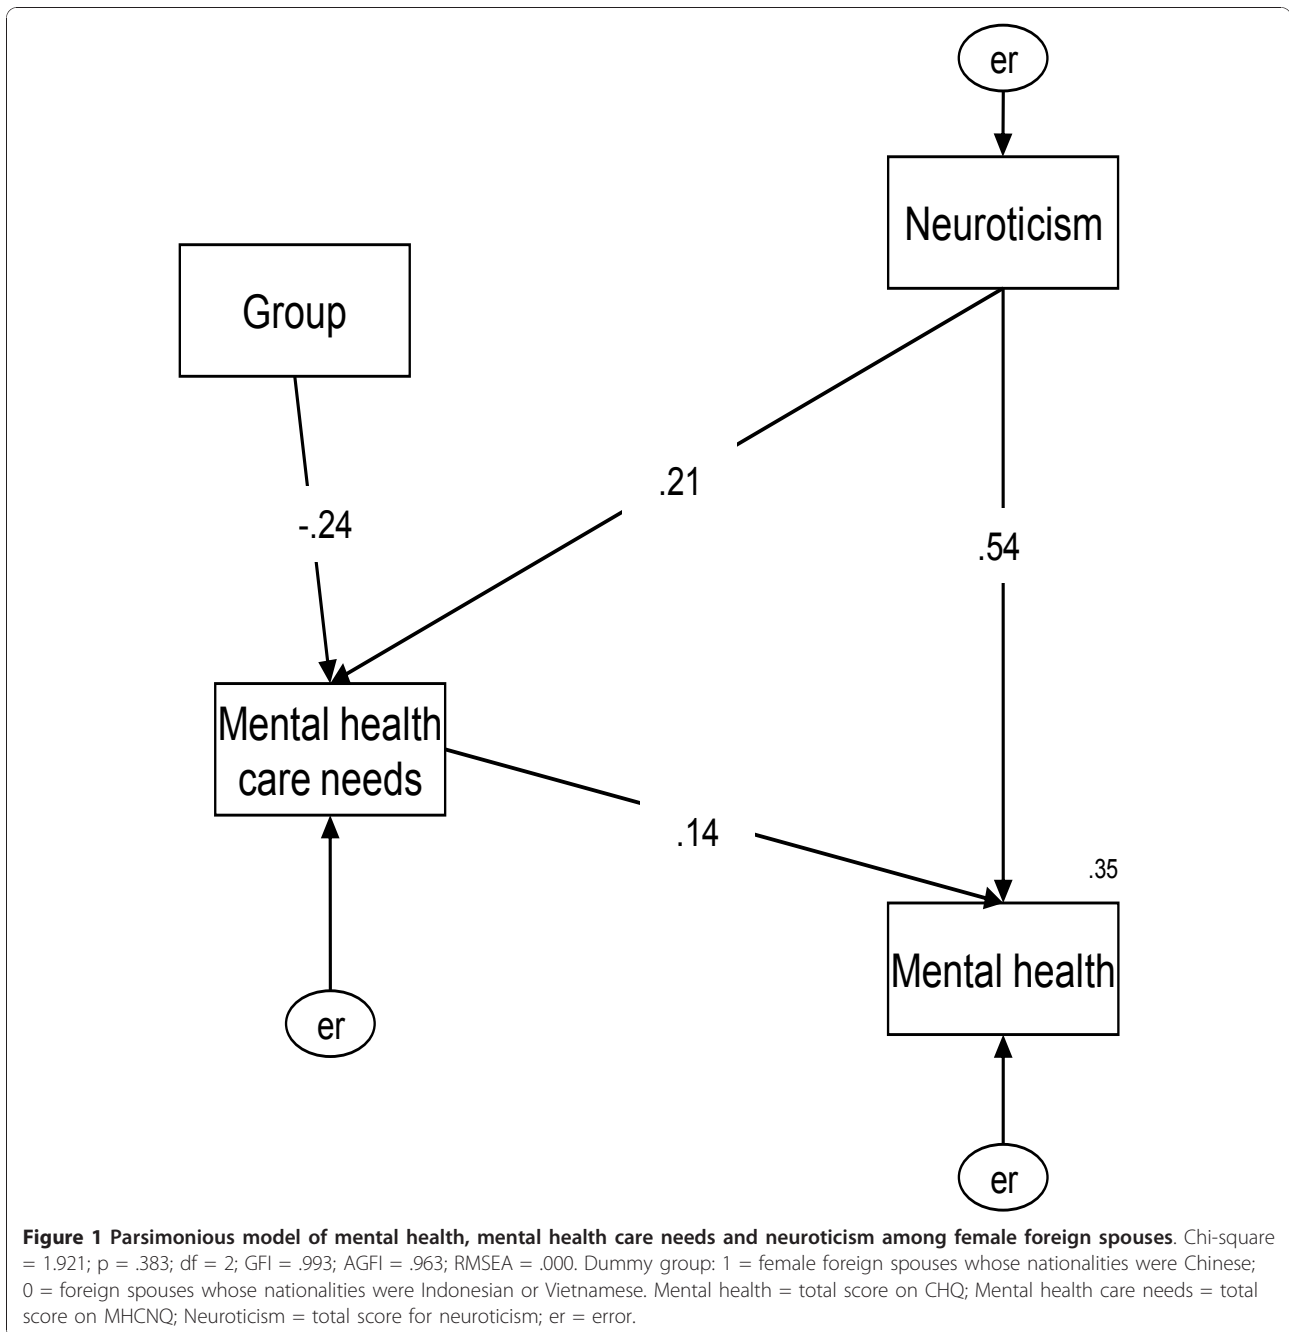 er
Neuroticism
Group
.21
-.24
.54
Mental health
care needs
.14
.35
Mental health
er
er
Figure 1 Parsimonious model of mental health, mental health care needs and neuroticism among female foreign spouses. Chi-square
= 1.921; p = .383; df = 2; GFI = .993; AGFI = .963; RMSEA = .000. Dummy group: 1 = female foreign spouses whose nationalities were Chinese;
0 = foreign spouses whose nationalities were Indonesian or Vietnamese. Mental health = total score on CHQ; Mental health care needs = total
score on MHCNQ; Neuroticism = total score for neuroticism; er = error.